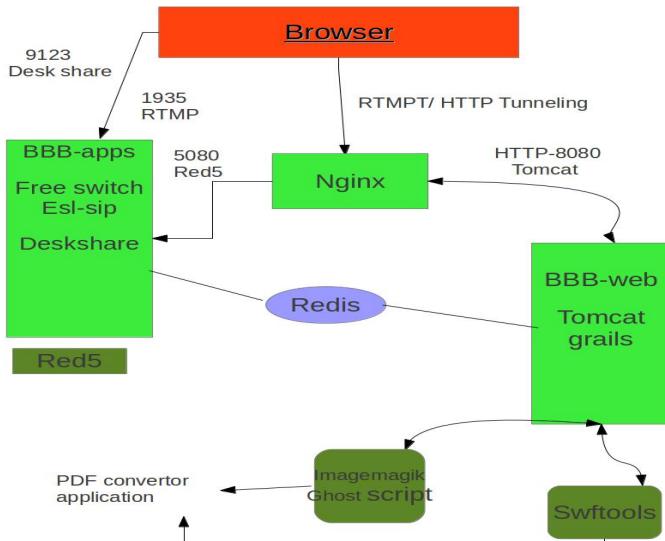 Browser
9123
Desk share
1935
RTMP
RTMPT/ HTTP Tunneling
BBB-apps
Free switch
Esl-sip
Deskshare
5080
Red5
Nginx
HTTP-8080
Tomcat
BBB-web
Tomcat
grails
Redis
Red5
Imagemagik
Ghost script
PDF convertor
application
Swftools